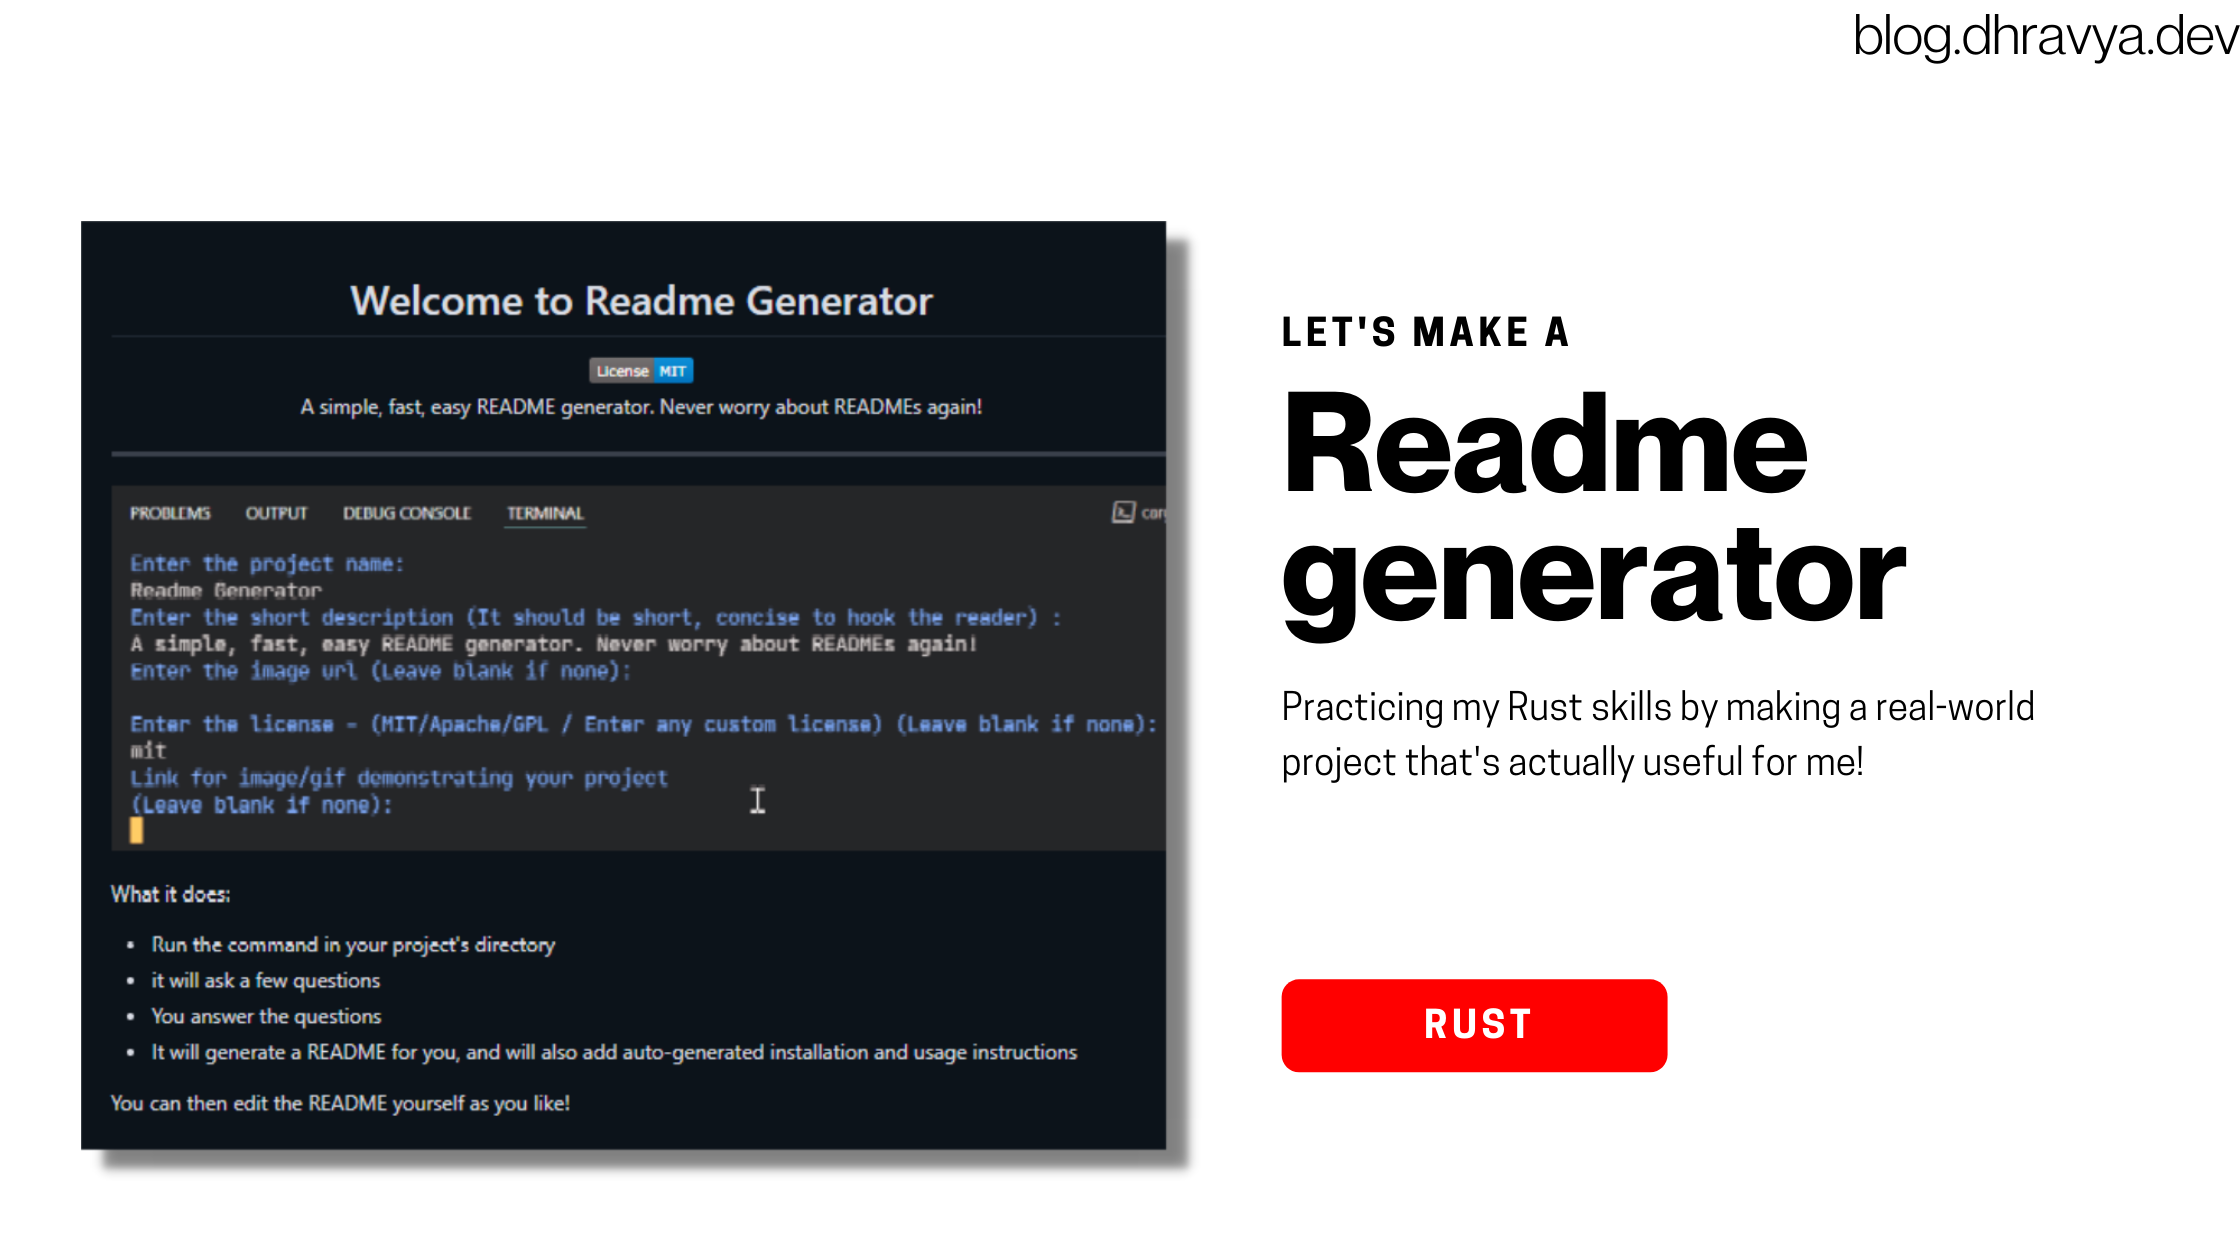 blog.dhravya.dev
Welcome to Readme Generator
License MIT
A simple, fast, easy README generator. Never worry about READMEs again!
PROBLEMS OUTPUT DEBUG CONSOLE TERMINAL
Enter the project name:
Readme Generator
Enter the short description (It should be short, concise to hook the reader) :
A simple, fast, easy README generator. Never worry about READMEs again!
Enter the image url (Leave blank if none):
Enter the license - (MIT/Apache/GPL / Enter any custom license) (Leave blank if none):
mit
Link for image/gif demonstrating your project
(Leave blank if none):
What it does:
• Run the command in your project's directory
• it will ask a few questions
• You answer the questions
• It will generate a README for you, and will also add auto-generated installation and usage instructions
You can then edit the README yourself as you like!
LET'S MAKE A
Readme
generator
Practicing my Rust skills by making a real-world
project that's actually useful for me!
RUST